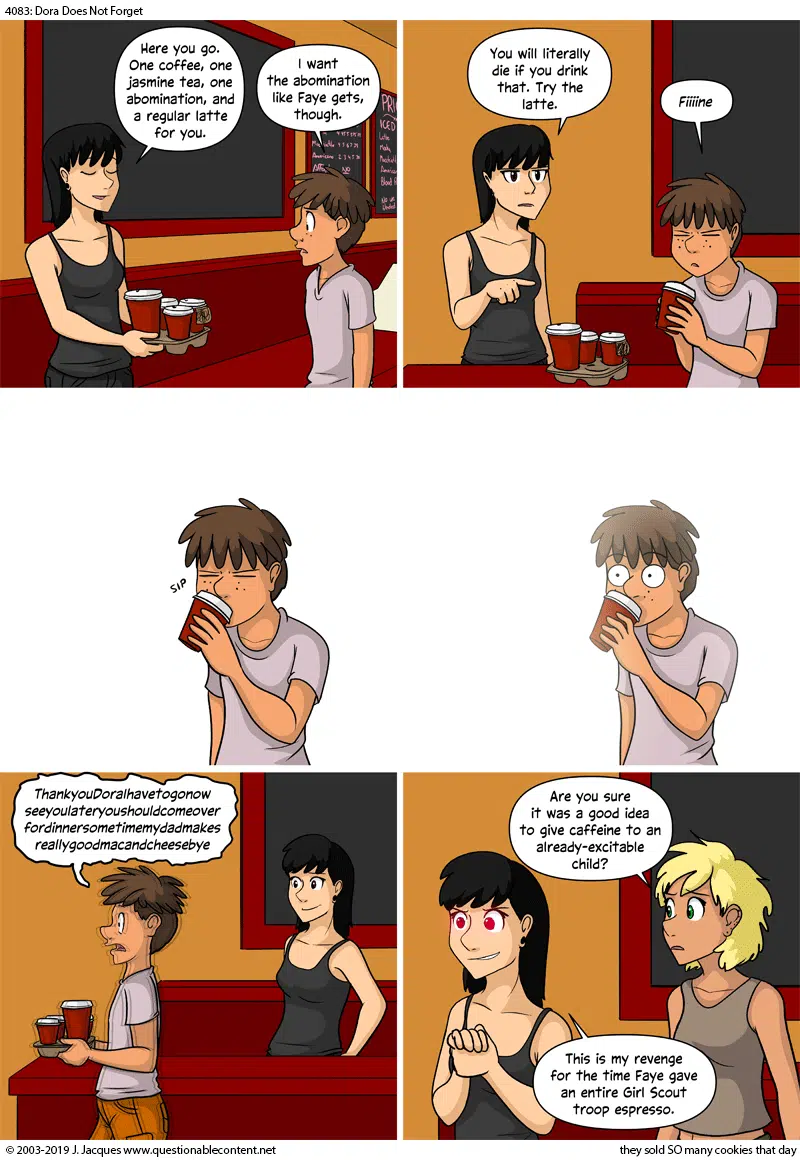 4083: Dora Does Not Forget
Here you go.
One coffee, one
jasmine tea, one
abomination, and
a regular latte
for you.
I want
the abomination
like Faye gets,
though.
ICED
You will literally
die if you drink
that. Try the
latte.
Fiiiine
SIP
ThankyouDoraIhavetogonow
seeyoulateryoushouldcomeover
fordinnersometimemydadmakes
reallygoodmacandcheesebye
Are you sure
it was a good idea
to give caffeine to an
already-excitable
child?
This is my revenge
for the time Faye gave
an entire Girl Scout
troop espresso.
© 2003-2019 J. Jacques www.questionablecontent.net
they sold SO many cookies that day